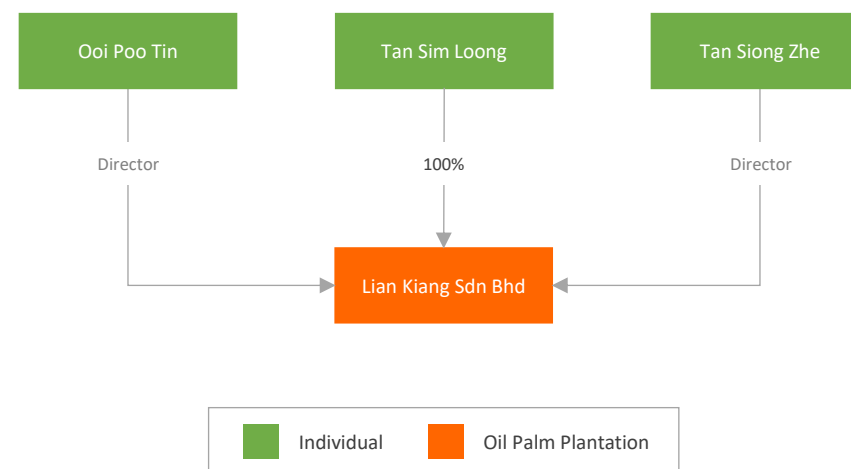 Ooi Poo Tin
Tan Sim Loong
Tan Siong Zhe
Director
100%
Director
Lian Kiang Sdn Bhd
Individual
Oil Palm Plantation